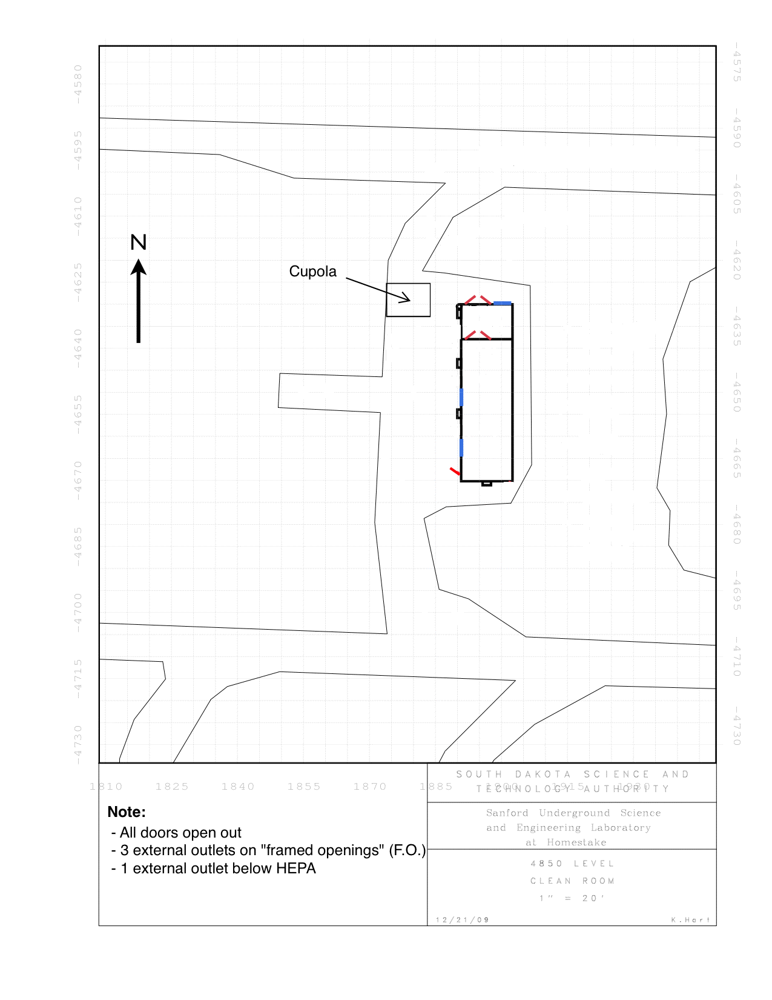 -4575
-4580
-4590
-4595
-4605
-4610
N
-4620
-4625
Cupola
-4635
-4640
-4650
-4655
-4665
-4670
-4680
-4685
-4695
-4700
-4710
-4715
-4730
-4730
1810 1825 1840 1855 1870 1885 1900 1915 1930
Note:
- All doors open out
- 3 external outlets on "framed openings" (F.O.)
- 1 external outlet below HEPA
SOUTH DAKOTA SCIENCE AND
TECHNOLOGY AUTHORITY
Sanford Underground Science
and Engineering Laboratory
at Homestake
4850 LEVEL
CLEAN ROOM
1" = 20'
12/21/09 K.Hart